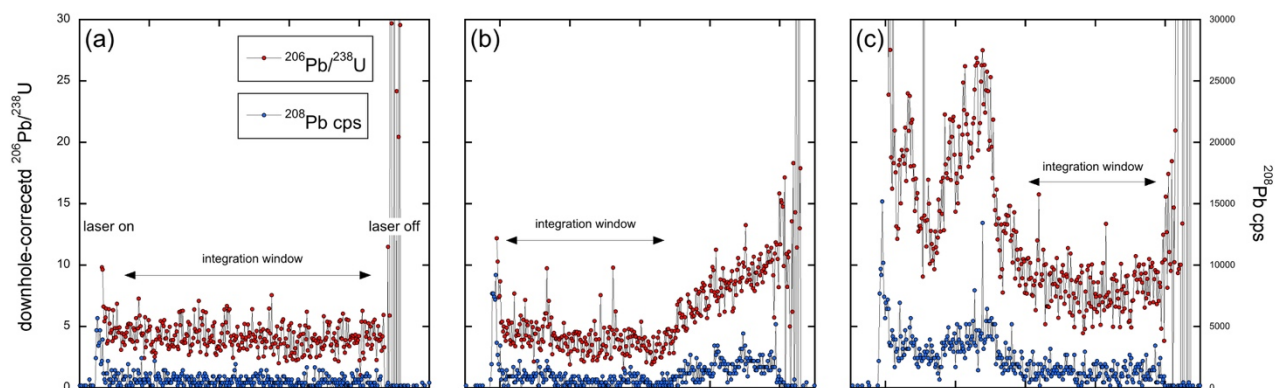 (a)
(b)
(c)
30
25
20
15
10
5
0
downhole-correcetd ²⁰⁶Pb/²³⁸U
²⁰⁶Pb/²³⁸U
²⁰⁸Pb cps
laser on
laser off
integration window
integration window
integration window
30000
25000
20000
15000
10000
5000
0
²⁰⁸Pb cps